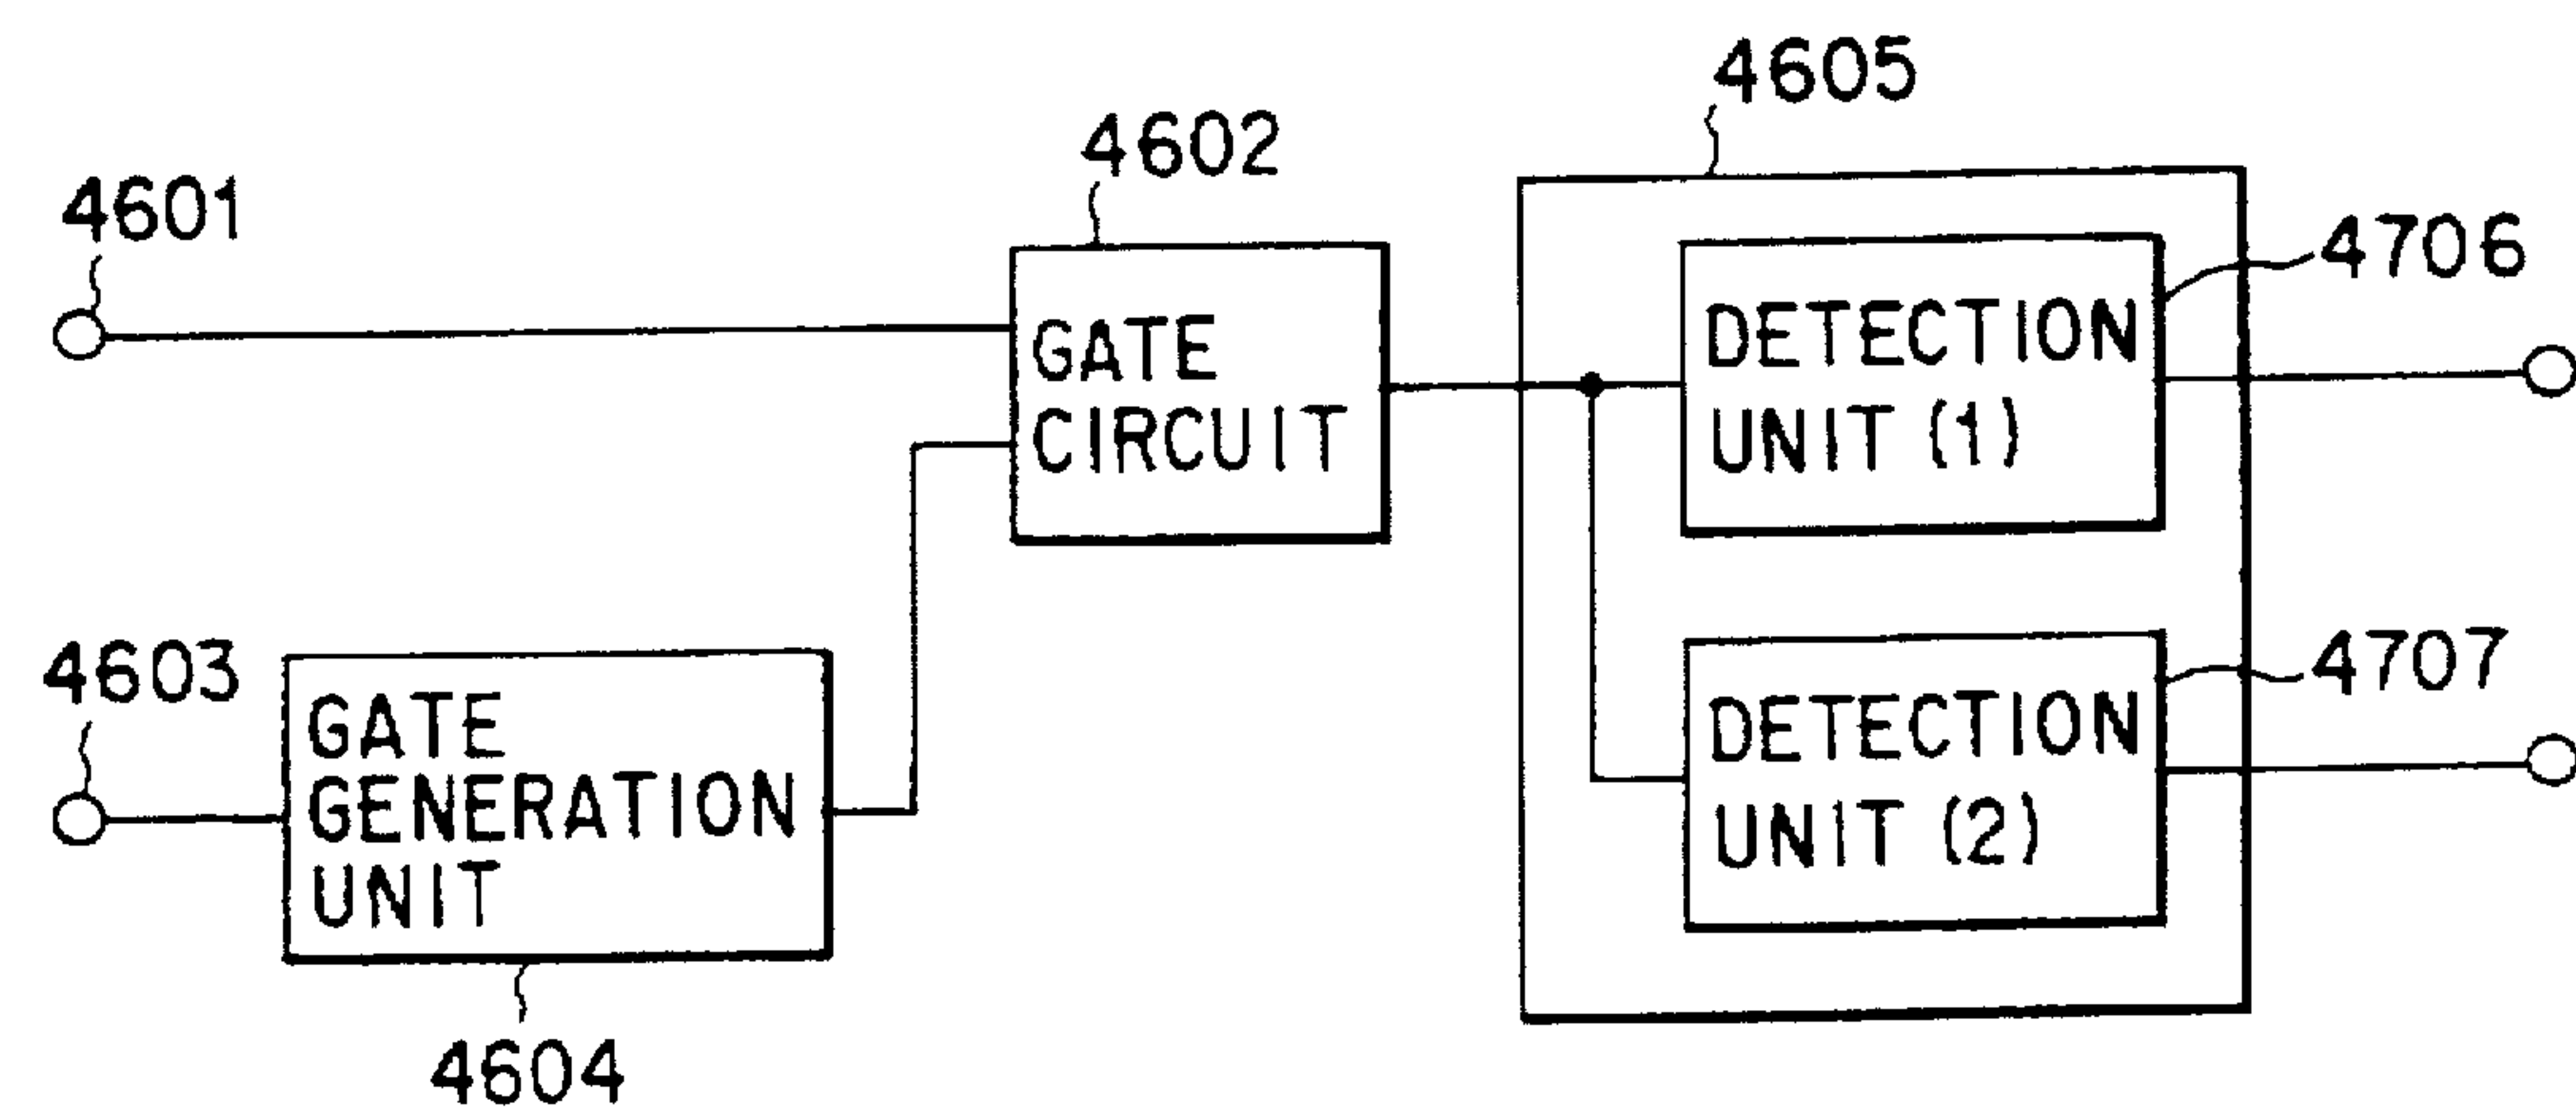 4605
4602
4601
4706
GATE
CIRCUIT
DETECTION
UNIT (1)
4603
GATE
GENERATION
UNIT
4707
DETECTION
UNIT (2)
4604